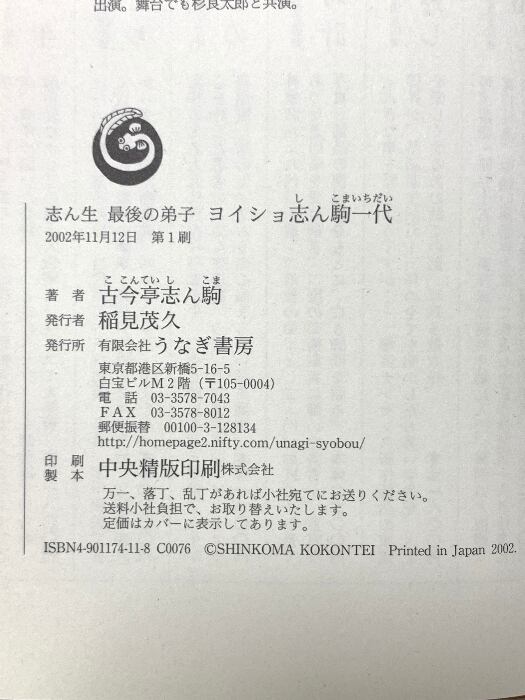 出演。舞台でも杉良太郎と共演。
志ん生 最後の弟子 ヨイショ志ん駒一代
し こまいちだい
2002年11月12日 第1刷
ここんてい し こま
著者 古今亭志ん駒
発行者 稲見茂久
発行所 有限会社うなぎ書房
東京都港区新橋5-16-5
白宝ビルM2階（〒105-0004）
電話 03-3578-7043
FAX 03-3578-8012
郵便振替 00100-3-128134
http://homepage2.nifty.com/unagi-syobou/
印刷
製本 中央精版印刷株式会社
万一、落丁、乱丁があれば小社宛てにお送りください。
送料小社負担で、お取り替えいたします。
定価はカバーに表示してあります。
ISBN4-901174-11-8 C0076 ©SHINKOMA KOKONTEI Printed in Japan 2002.